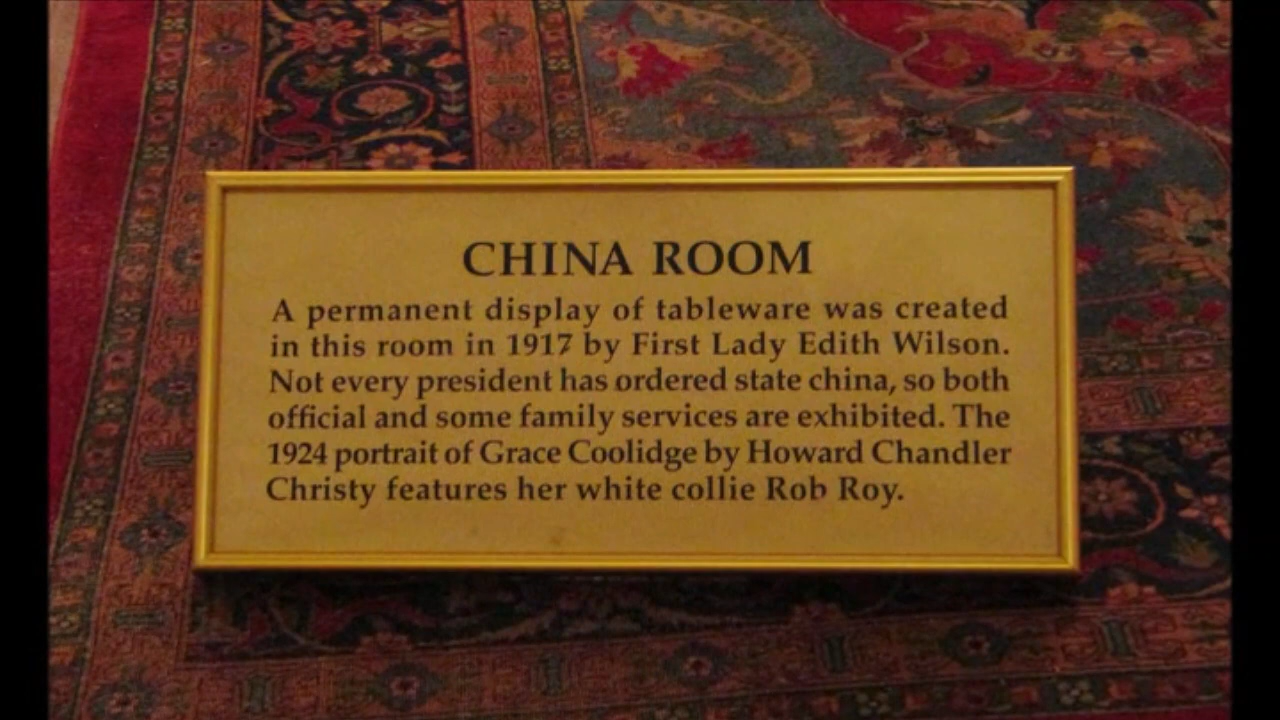 CHINA ROOM
A permanent display of tableware was created
in this room in 1917 by First Lady Edith Wilson.
Not every president has ordered state china, so both
official and some family services are exhibited. The
1924 portrait of Grace Coolidge by Howard Chandler
Christy features her white collie Rob Roy.